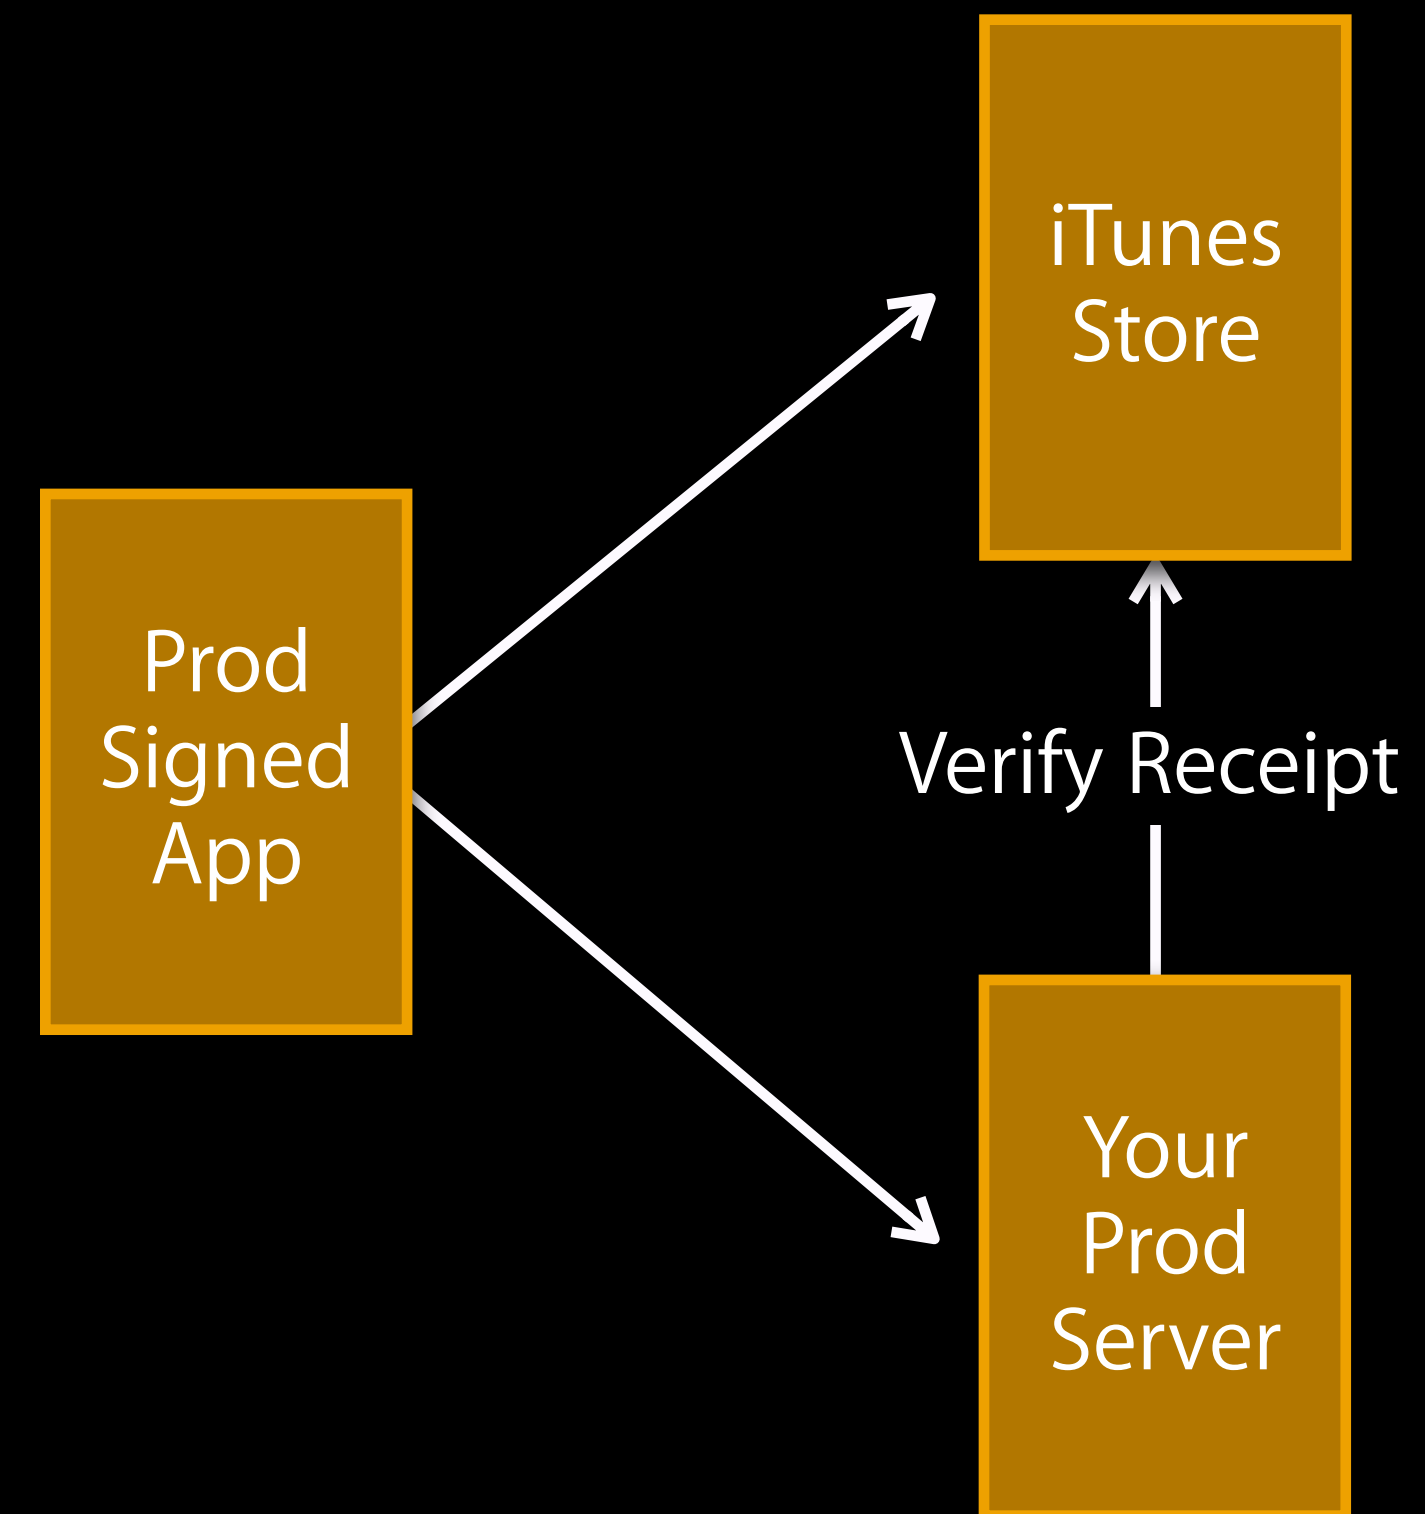 iTunes
Store
Prod
Signed
App
Verify Receipt
Your
Prod
Server